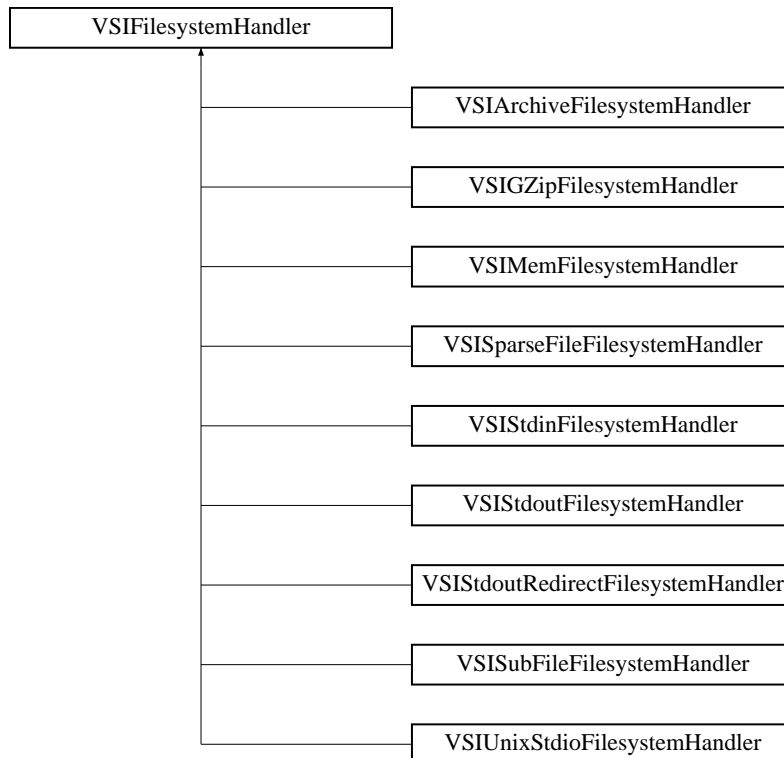 VSIFilesystemHandler
VSIArchiveFilesystemHandler
VSIGZipFilesystemHandler
VSIMemFilesystemHandler
VSISparseFileFilesystemHandler
VSIStdinFilesystemHandler
VSIStdoutFilesystemHandler
VSIStdoutRedirectFilesystemHandler
VSISubFileFilesystemHandler
VSIUnixStdioFilesystemHandler